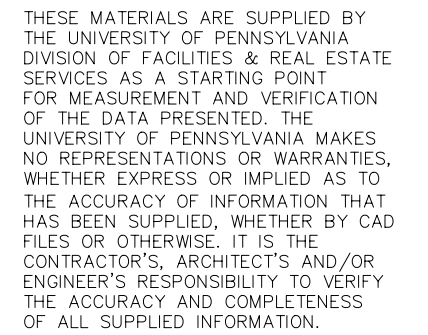 THESE MATERIALS ARE SUPPLIED BY
THE UNIVERSITY OF PENNSYLVANIA
DIVISION OF FACILITIES & REAL ESTATE
SERVICES AS A STARTING POINT
FOR MEASUREMENT AND VERIFICATION
OF THE DATA PRESENTED. THE
UNIVERSITY OF PENNSYLVANIA MAKES
NO REPRESENTATIONS OR WARRANTIES,
WHETHER EXPRESS OR IMPLIED AS TO
THE ACCURACY OF INFORMATION THAT
HAS BEEN SUPPLIED, WHETHER BY CAD
FILES OR OTHERWISE. IT IS THE
CONTRACTOR'S, ARCHITECT'S AND/OR
ENGINEER'S RESPONSIBILITY TO VERIFY
THE ACCURACY AND COMPLETENESS
OF ALL SUPPLIED INFORMATION.